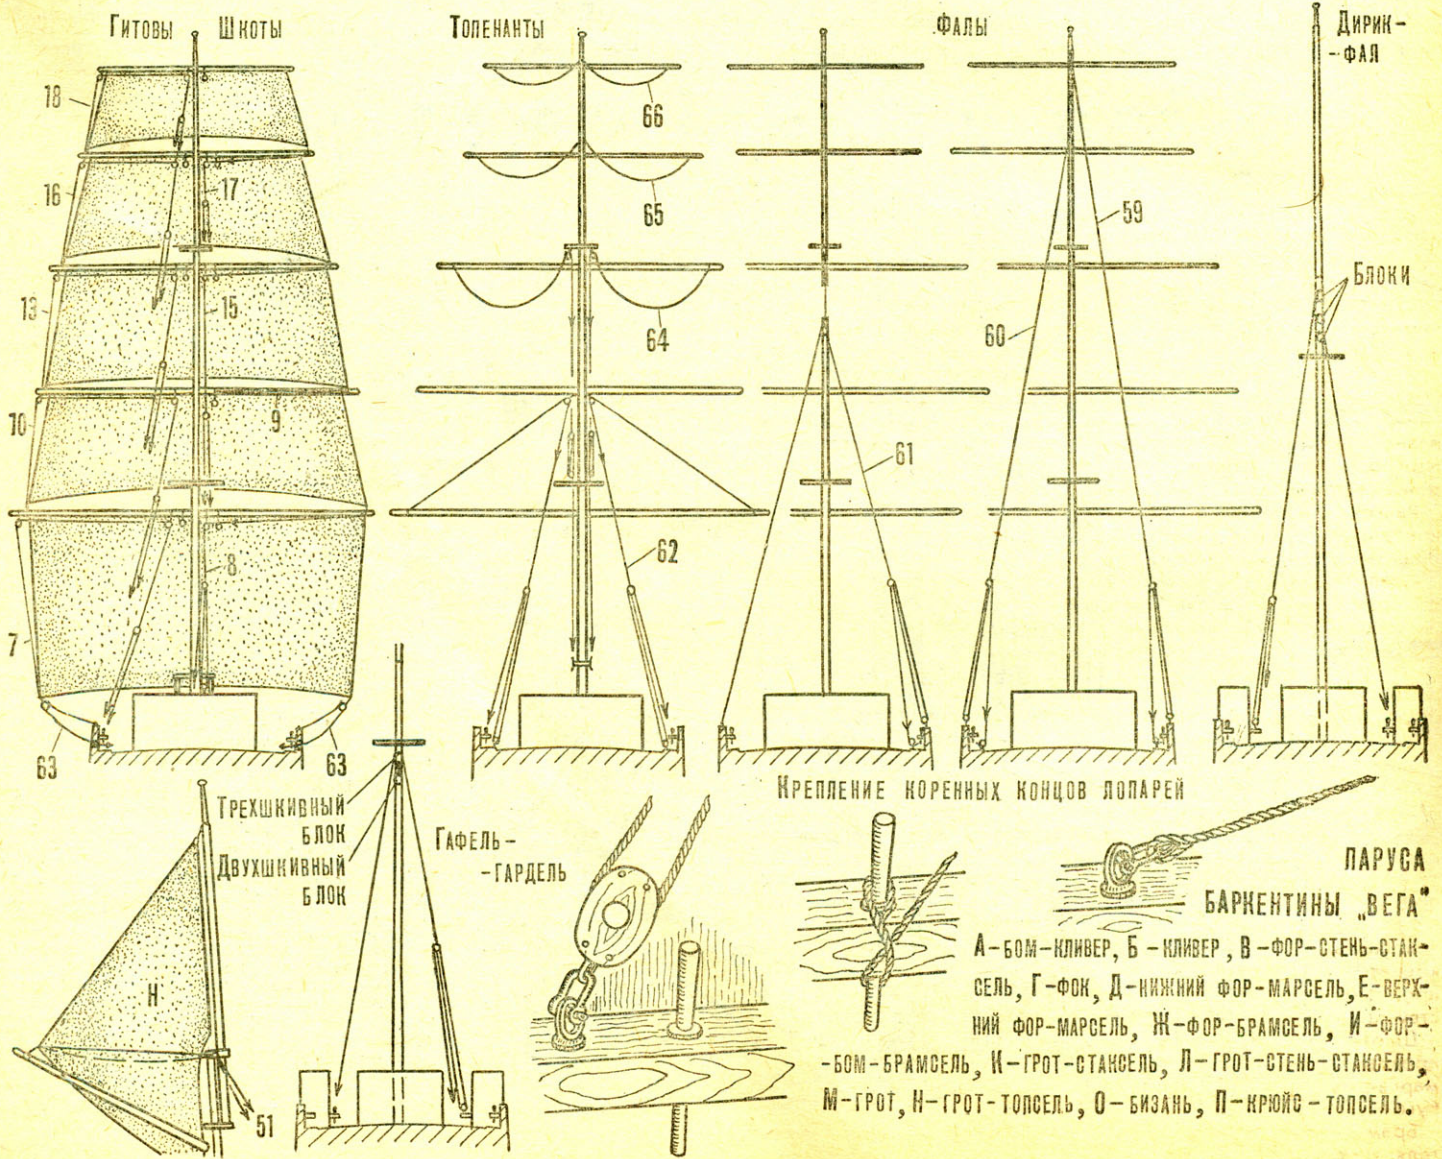 Гитовы Шкоты
Топенанты
Фалы
Дирик-
-фал
18
16
17
13
15
10
9
8
7
63
63
66
65
64
62
61
60
59
Блоки
Трехшкивный
блок
Двухшкивный
блок
Гафель-
-гардель
Н
51
Крепление коренных концов лопарей
Паруса
баркентины „Вега"
А-бом-кливер, Б-кливер, В-фор-стень-стак-
сель, Г-фок, Д-нижний фор-марсель, Е-верх-
ний фор-марсель, Ж-фор-брамсель, И-фор-
-бом-брамсель, К-грот-стаксель, Л-грот-стень-стаксель,
М-грот, Н-грот-топсель, О-бизань, П-крюйс-топсель.